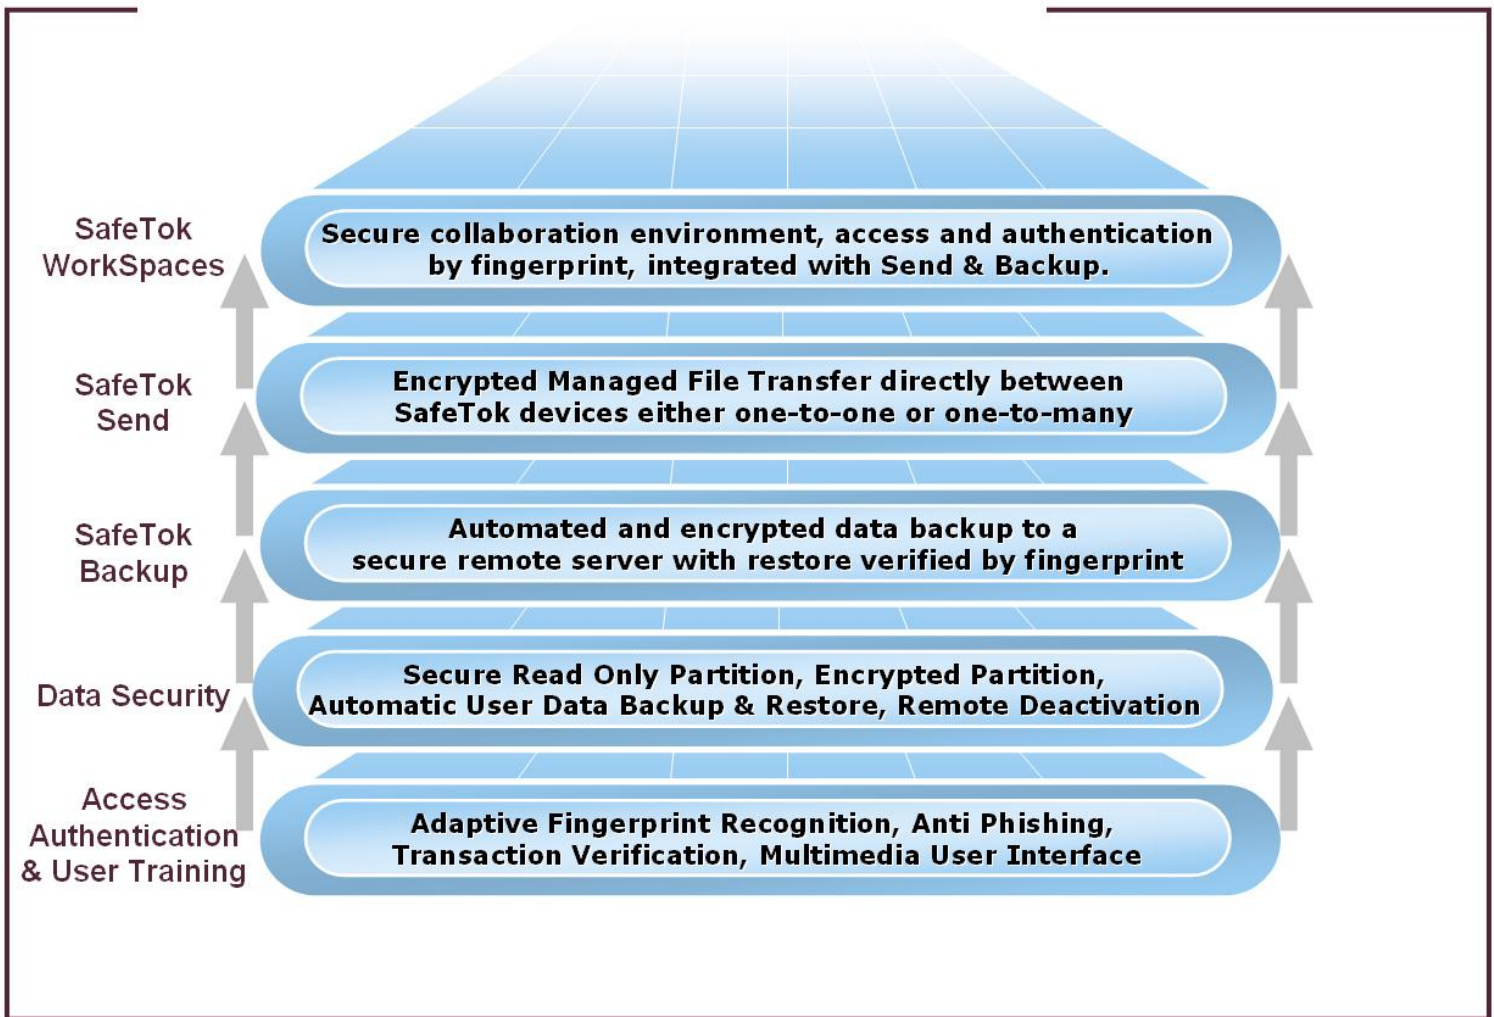 SafeTok
WorkSpaces
Secure collaboration environment, access and authentication
by fingerprint, integrated with Send & Backup.
SafeTok
Send
Encrypted Managed File Transfer directly between
SafeTok devices either one-to-one or one-to-many
SafeTok
Backup
Automated and encrypted data backup to a
secure remote server with restore verified by fingerprint
Data Security
Secure Read Only Partition, Encrypted Partition,
Automatic User Data Backup & Restore, Remote Deactivation
Access
Authentication
& User Training
Adaptive Fingerprint Recognition, Anti Phishing,
Transaction Verification, Multimedia User Interface